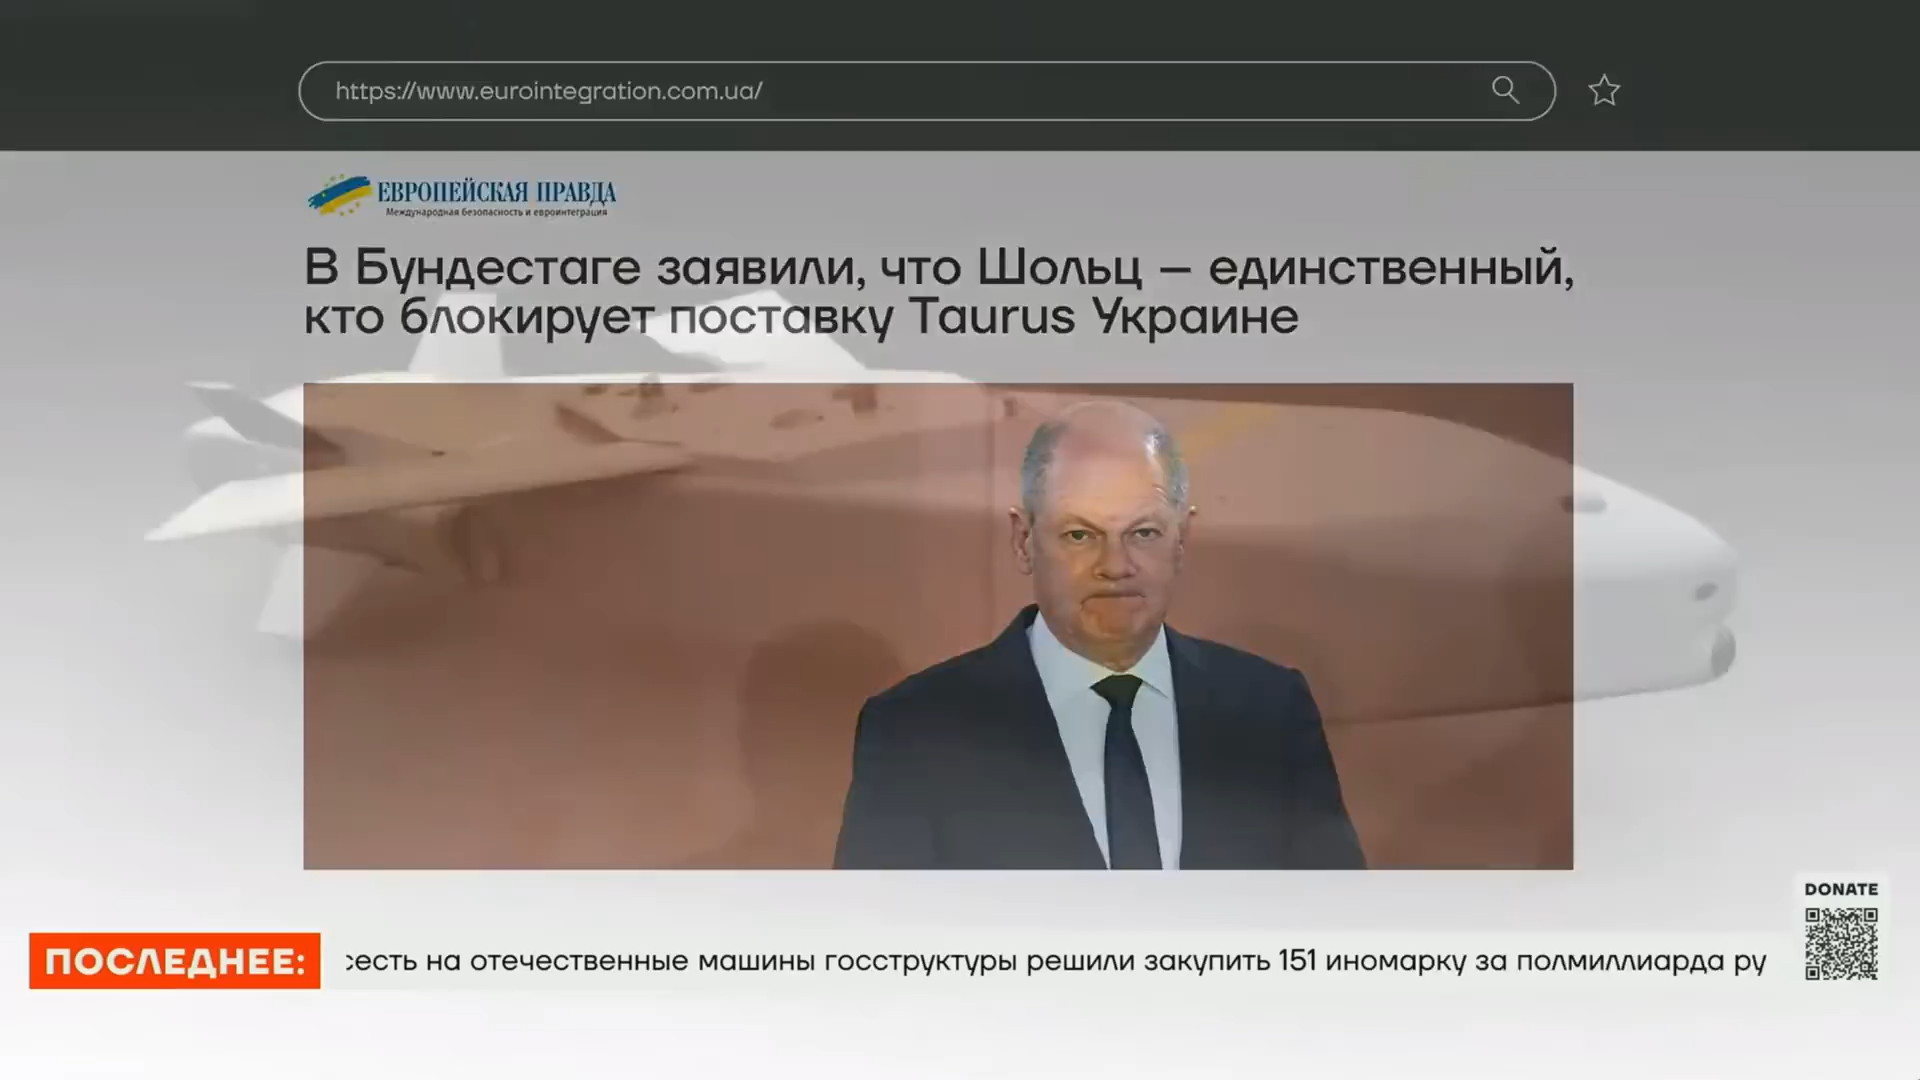 https://www.eurointegration.com.ua/
ЕВРОПЕЙСКАЯ ПРАВДА
Международная безопасность и евроинтеграция
В Бундестаге заявили, что Шольц – единственный,
кто блокирует поставку Taurus Украине
DONATE
ПОСЛЕДНЕЕ:
сесть на отечественные машины госструктуры решили закупить 151 иномарку за полмиллиарда ру